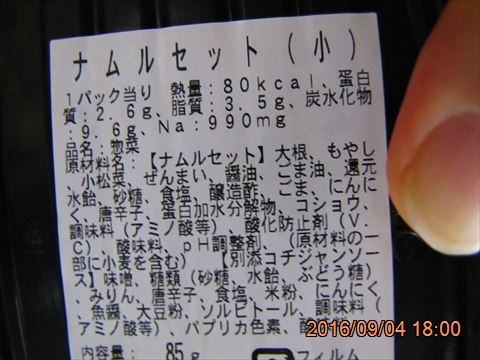 ナムルセット(小)
1パック当り 熱量:80kcal、蛋白
質:2.6g、脂質:3.5g、炭水化物
:9.6g、Na:990mg
品名:惣菜
原材料名:【ナムルセット】大根、もやし
、小松菜、ぜんまい、醤油、ごま油、還元
水飴、砂糖、食塩、醸造酢、ごま、にんに
く、唐辛子、蛋白加水分解物、コショウ、
調味料(アミノ酸等)、酸化防止剤(V.
C)、酸味料、pH調整剤、(原材料の一
部に小麦を含む)【別添コチジャンソー
ス】味噌、糖類(砂糖、水飴、ぶどう糖)
、みりん、唐辛子、食塩、米粉、にんにく
、魚醤、大豆粉、ソルビトール、調味料(
アミノ酸等)、パプリカ色素、酸
内容量: 85g
フィルム
2016/09/04 18:00